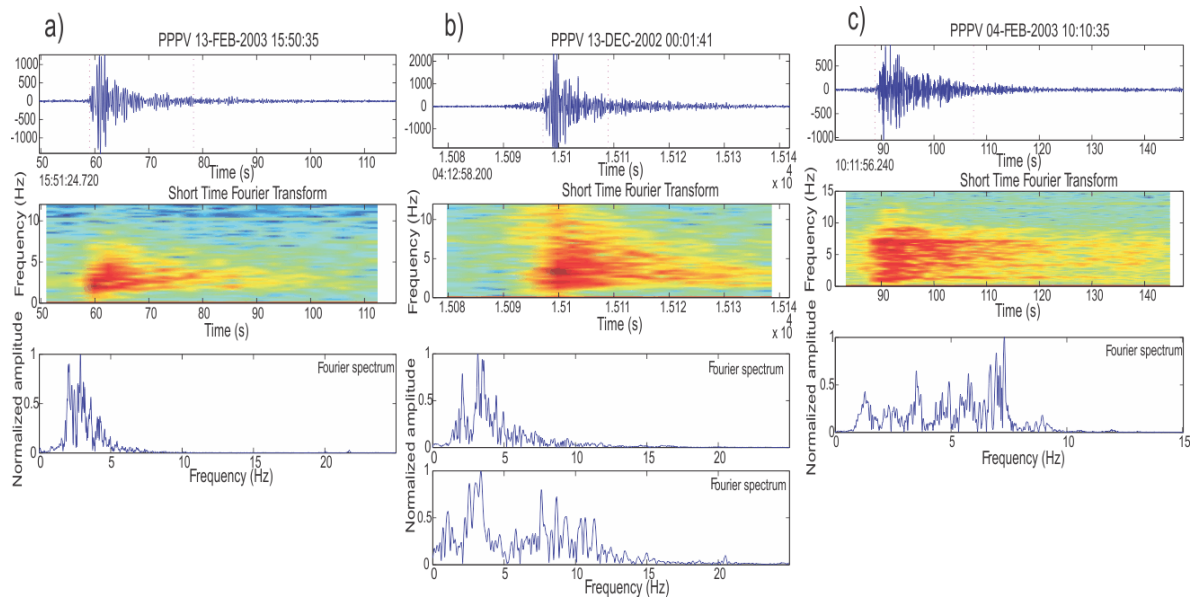 a)
PPPV 13-FEB-2003 15:50:35
1000
500
0
-500
-1000
50 60 70 80 90 100 110
Time (s)
15:51:24.720
Short Time Fourier Transform
Frequency (Hz)
10
5
0
60 70 80 90 100 110
Time (s)
Normalized amplitude
1
0.5
0
Fourier spectrum
0 5 10 15 20
Frequency (Hz)
b)
PPPV 13-DEC-2002 00:01:41
2000
1000
0
-1000
1.508 1.509 1.51 1.511 1.512 1.513 1.514
Time (s)
x 10
4
04:12:58.200
Short Time Fourier Transform
Frequency (Hz)
10
5
0
1.508 1.509 1.51 1.511 1.512 1.513 1.514
Time (s)
x 10
4
Normalized amplitude
1
0.5
0
Fourier spectrum
0 5 10 15 20
1
0.5
0
Fourier spectrum
0 5 10 15 20
Frequency (Hz)
c)
PPPV 04-FEB-2003 10:10:35
500
0
-500
-1000
90 100 110 120 130 140
Time (s)
10:11:56.240
Short Time Fourier Transform
Frequency (Hz)
15
10
5
0
90 100 110 120 130 140
Time (s)
Normalized amplitude
1
0.5
0
Fourier spectrum
0 5 10 15
Frequency (Hz)